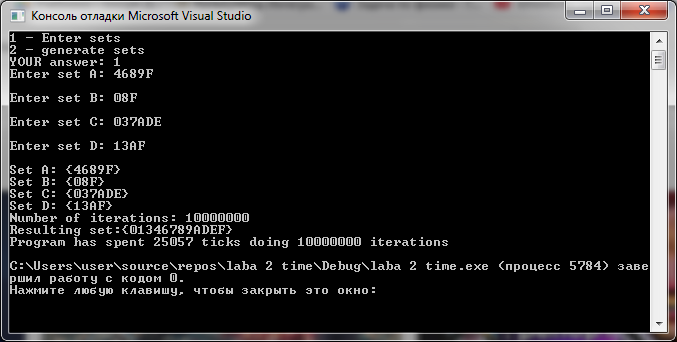 Консоль отладки Microsoft Visual Studio
1 - Enter sets
2 - generate sets
YOUR answer: 1
Enter set A: 4689F
Enter set B: 08F
Enter set C: 037ADE
Enter set D: 13AF
Set A: {4689F}
Set B: {08F}
Set C: {037ADE}
Set D: {13AF}
Number of iterations: 10000000
Resulting set:{01346789ADEF}
Program has spent 25057 ticks doing 10000000 iterations
C:\Users\user\source\repos\laba 2 time\Debug\laba 2 time.exe (процесс 5784) заве
ршил работу с кодом 0.
Нажмите любую клавишу, чтобы закрыть это окно: